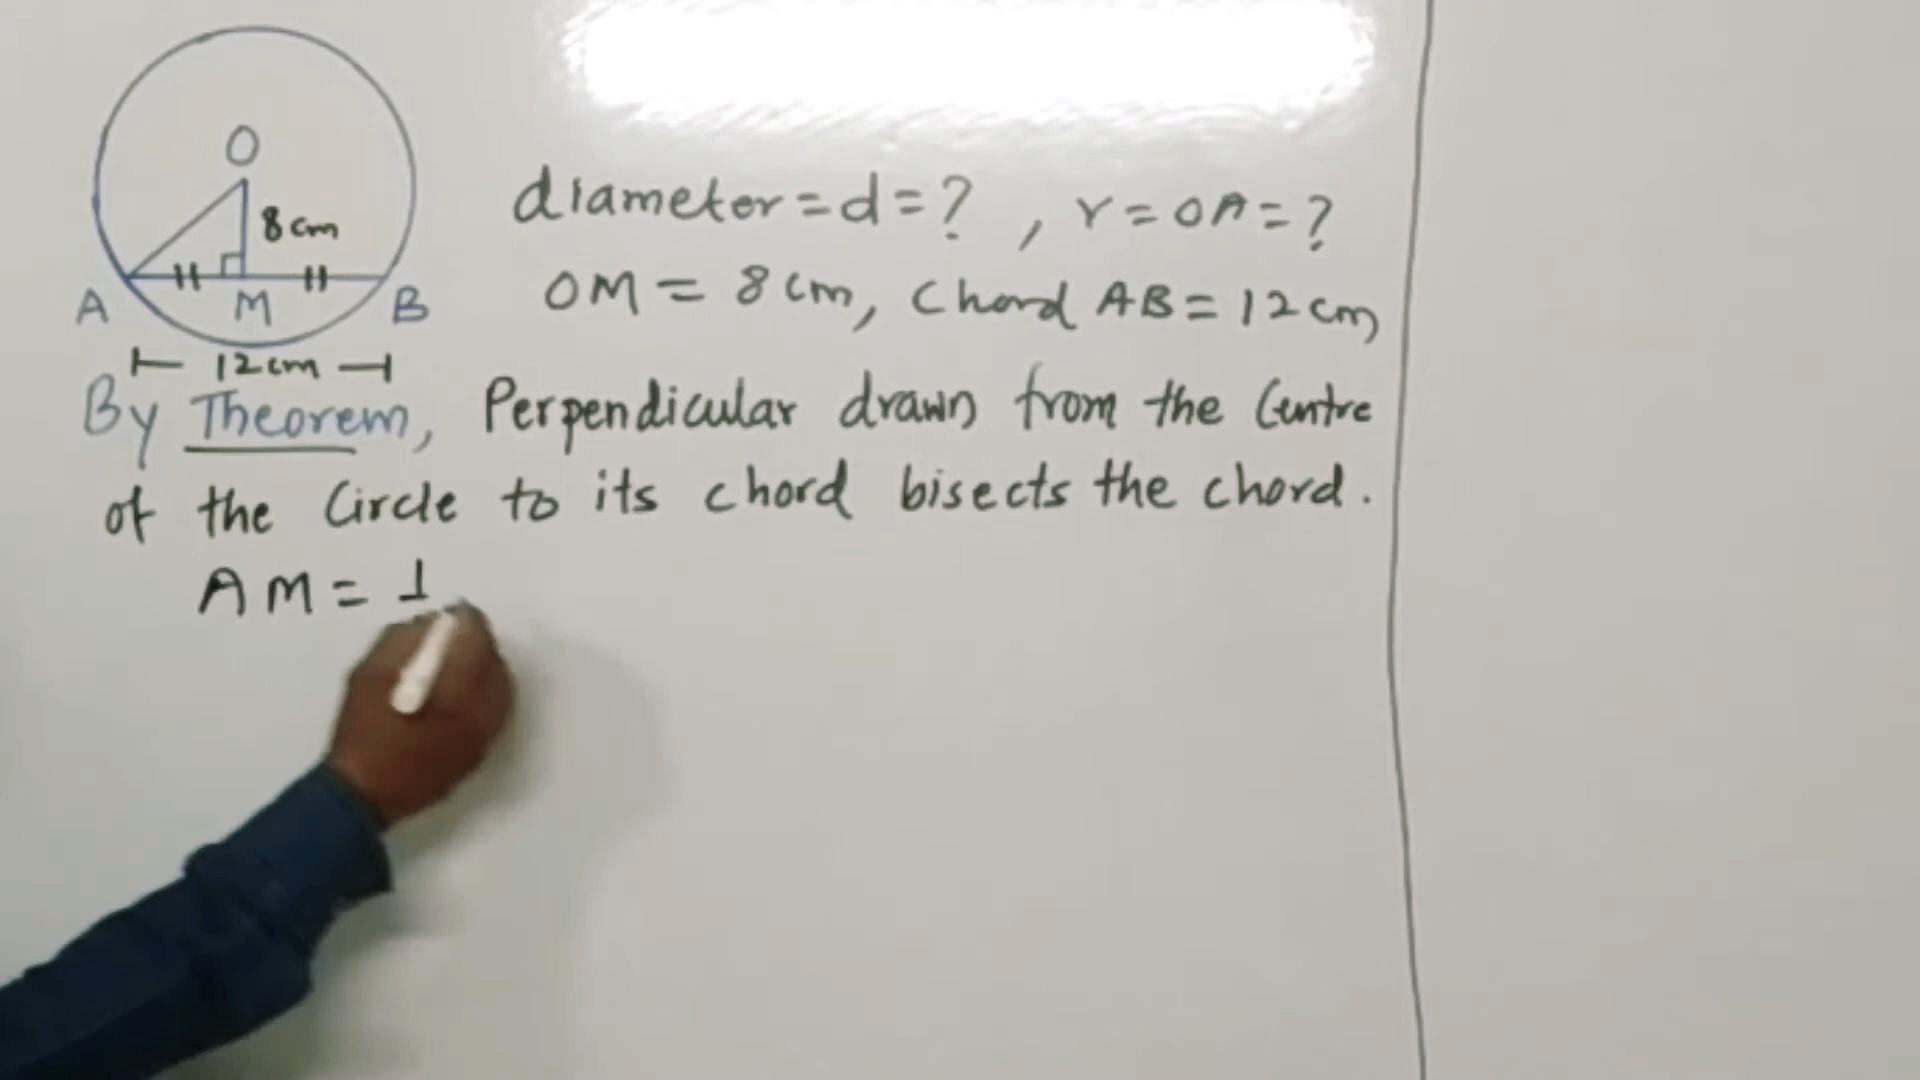 O
8cm
A M B
12cm
diameter=d=? , r=OA=?
OM = 8cm, Chord AB=12cm
By Theorem, Perpendicular drawn from the Centre
of the Circle to its chord bisects the chord.
AM= 1